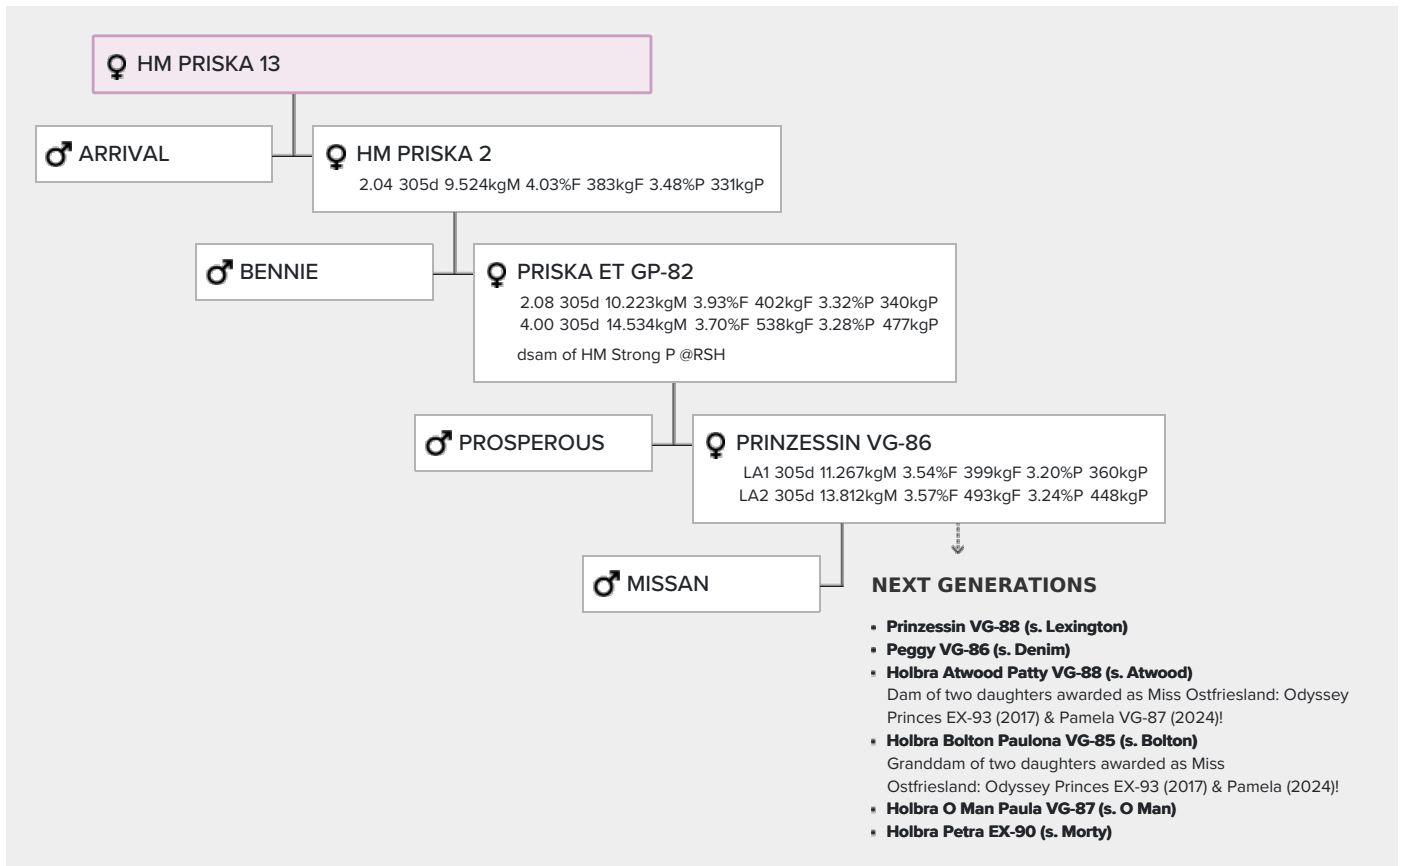 HM PRISKA 13
ARRIVAL
HM PRISKA 2
2.04 305d 9.524kgM 4.03%F 383kgF 3.48%P 331kgP
BENNIE
PRISKA ET GP-82
2.08 305d 10.223kgM 3.93%F 402kgF 3.32%P 340kgP
4.00 305d 14.534kgM 3.70%F 538kgF 3.28%P 477kgP
dsam of HM Strong P @RSH
PROSPEROUS
PRINZESSIN VG-86
LA1 305d 11.267kgM 3.54%F 399kgF 3.20%P 360kgP
LA2 305d 13.812kgM 3.57%F 493kgF 3.24%P 448kgP
MISSAN
NEXT GENERATIONS
▪ Prinzessin VG-88 (s. Lexington)
▪ Peggy VG-86 (s. Denim)
▪ Holbra Atwood Patty VG-88 (s. Atwood)
Dam of two daughters awarded as Miss Ostfriesland: Odyssey
Princes EX-93 (2017) & Pamela VG-87 (2024)!
▪ Holbra Bolton Paulona VG-85 (s. Bolton)
Granddam of two daughters awarded as Miss
Ostfriesland: Odyssey Princes EX-93 (2017) & Pamela (2024)!
▪ Holbra O Man Paula VG-87 (s. O Man)
▪ Holbra Petra EX-90 (s. Morty)